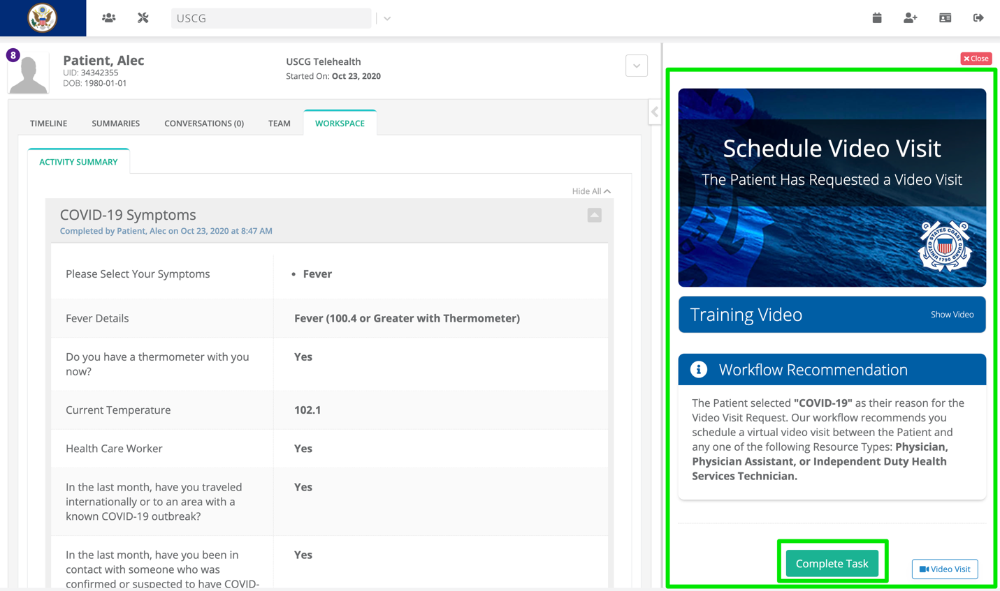 USCG
8
Patient, Alec
UID: 34342355
DOB: 1980-01-01
USCG Telehealth
Started On: Oct 23, 2020
TIMELINE
SUMMARIES
CONVERSATIONS (0)
TEAM
WORKSPACE
ACTIVITY SUMMARY
Hide All
COVID-19 Symptoms
Completed by Patient, Alec on Oct 23, 2020 at 8:47 AM
Please Select Your Symptoms
• Fever
Fever Details
Fever (100.4 or Greater with Thermometer)
Do you have a thermometer with you
now?
Yes
Current Temperature
102.1
Health Care Worker
Yes
In the last month, have you traveled
internationally or to an area with a
known COVID-19 outbreak?
Yes
In the last month, have you been in
contact with someone who was
confirmed or suspected to have COVID-
Yes
Close
Schedule Video Visit
The Patient Has Requested a Video Visit
UNITED STATES COAST GUARD
1790
Training Video
Show Video
Workflow Recommendation
The Patient selected "COVID-19" as their reason for the
Video Visit Request. Our workflow recommends you
schedule a virtual video visit between the Patient and
any one of the following Resource Types: Physician,
Physician Assistant, or Independent Duty Health
Services Technician.
Complete Task
Video Visit